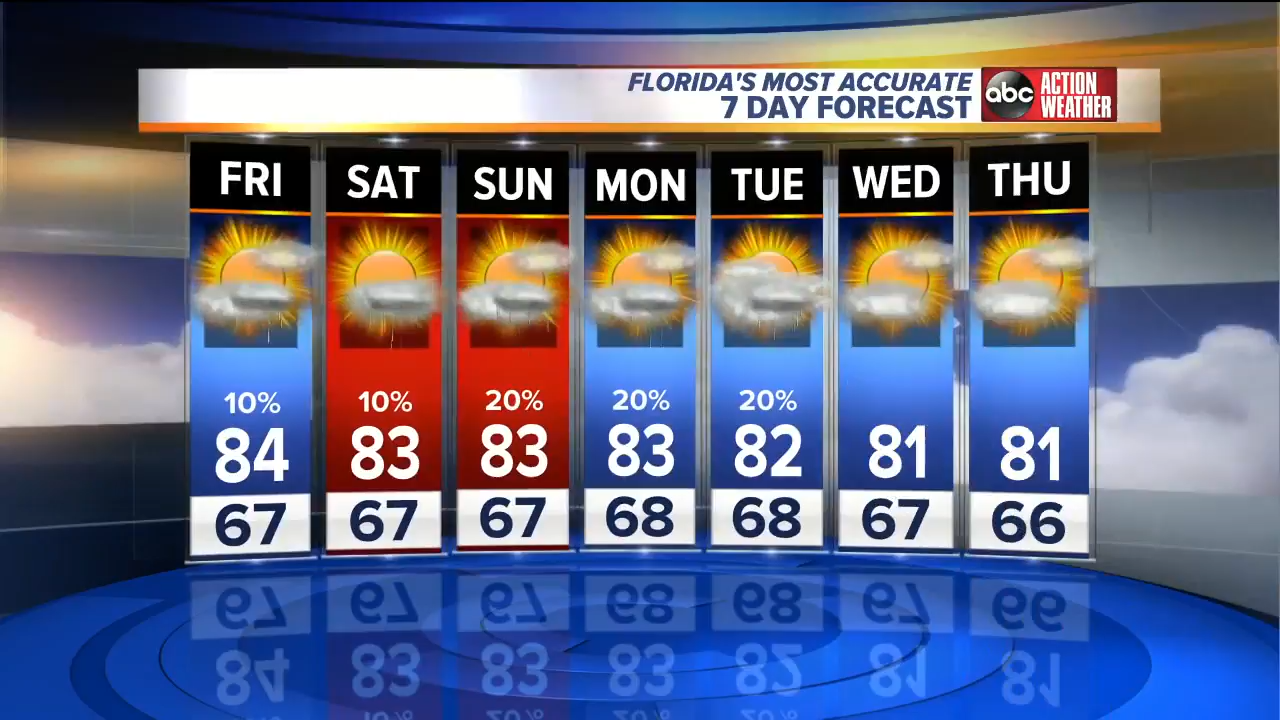 FLORIDA'S MOST ACCURATE
7 DAY FORECAST
abc
ACTION
WEATHER
FRI SAT SUN MON TUE WED THU
10% 10% 20% 20% 20%
84 83 83 83 82 81 81
67 67 67 68 68 67 66